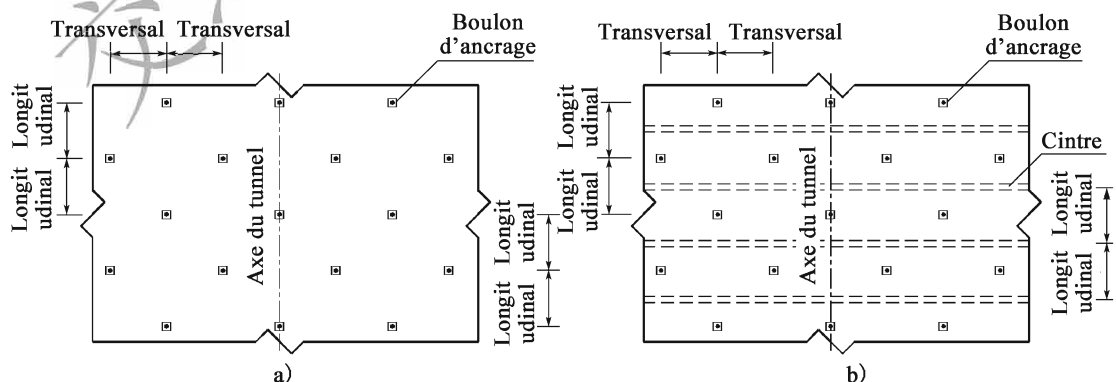 Transversal Transversal
Boulon
d'ancrage
Longit
udinal
Longit
udinal
Axe du tunnel
Longit
udinal
Longit
udinal
a)
Transversal Transversal
Boulon
d'ancrage
Cintre
Longit
udinal
Longit
udinal
Axe du tunnel
Longit
udinal
Longit
udinal
b)